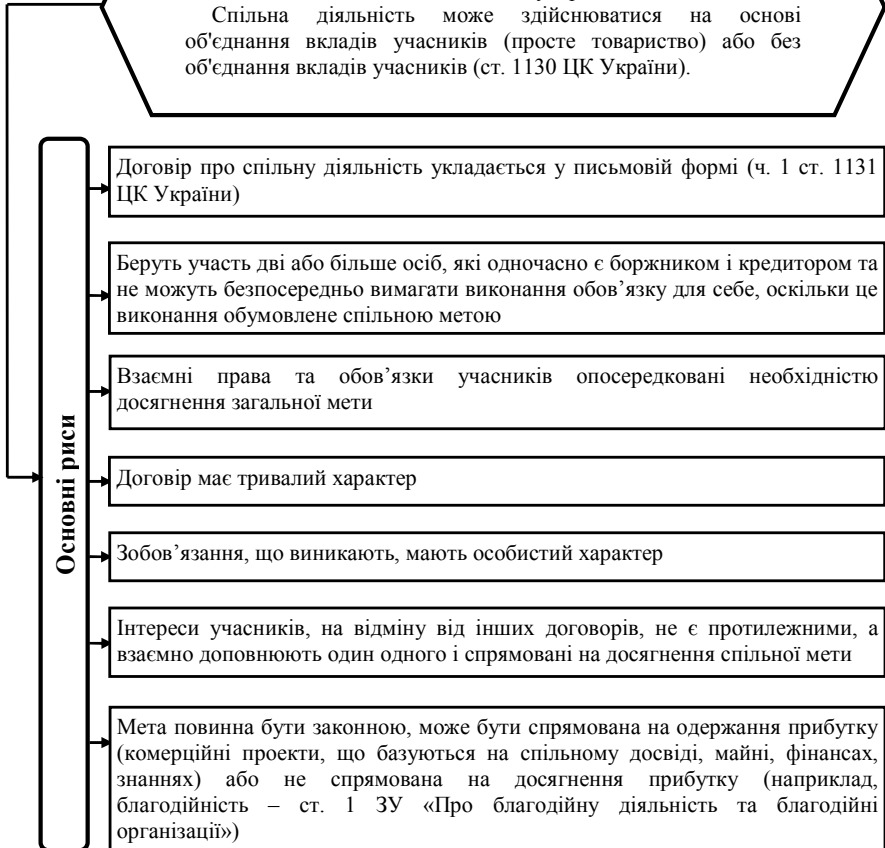 Спільна діяльність може здійснюватися на основі
об'єднання вкладів учасників (просте товариство) або без
об'єднання вкладів учасників (ст. 1130 ЦК України).
Основні риси
Договір про спільну діяльність укладається у письмовій формі (ч. 1 ст. 1131
ЦК України)
Беруть участь дві або більше осіб, які одночасно є боржником і кредитором та
не можуть безпосередньо вимагати виконання обов’язку для себе, оскільки це
виконання обумовлене спільною метою
Взаємні права та обов’язки учасників опосередковані необхідністю
досягнення загальної мети
Договір має тривалий характер
Зобов’язання, що виникають, мають особистий характер
Інтереси учасників, на відміну від інших договорів, не є протилежними, а
взаємно доповнюють один одного і спрямовані на досягнення спільної мети
Мета повинна бути законною, може бути спрямована на одержання прибутку
(комерційні проекти, що базуються на спільному досвіді, майні, фінансах,
знаннях) або не спрямована на досягнення прибутку (наприклад,
благодійність – ст. 1 ЗУ «Про благодійну діяльність та благодійні
організації»)